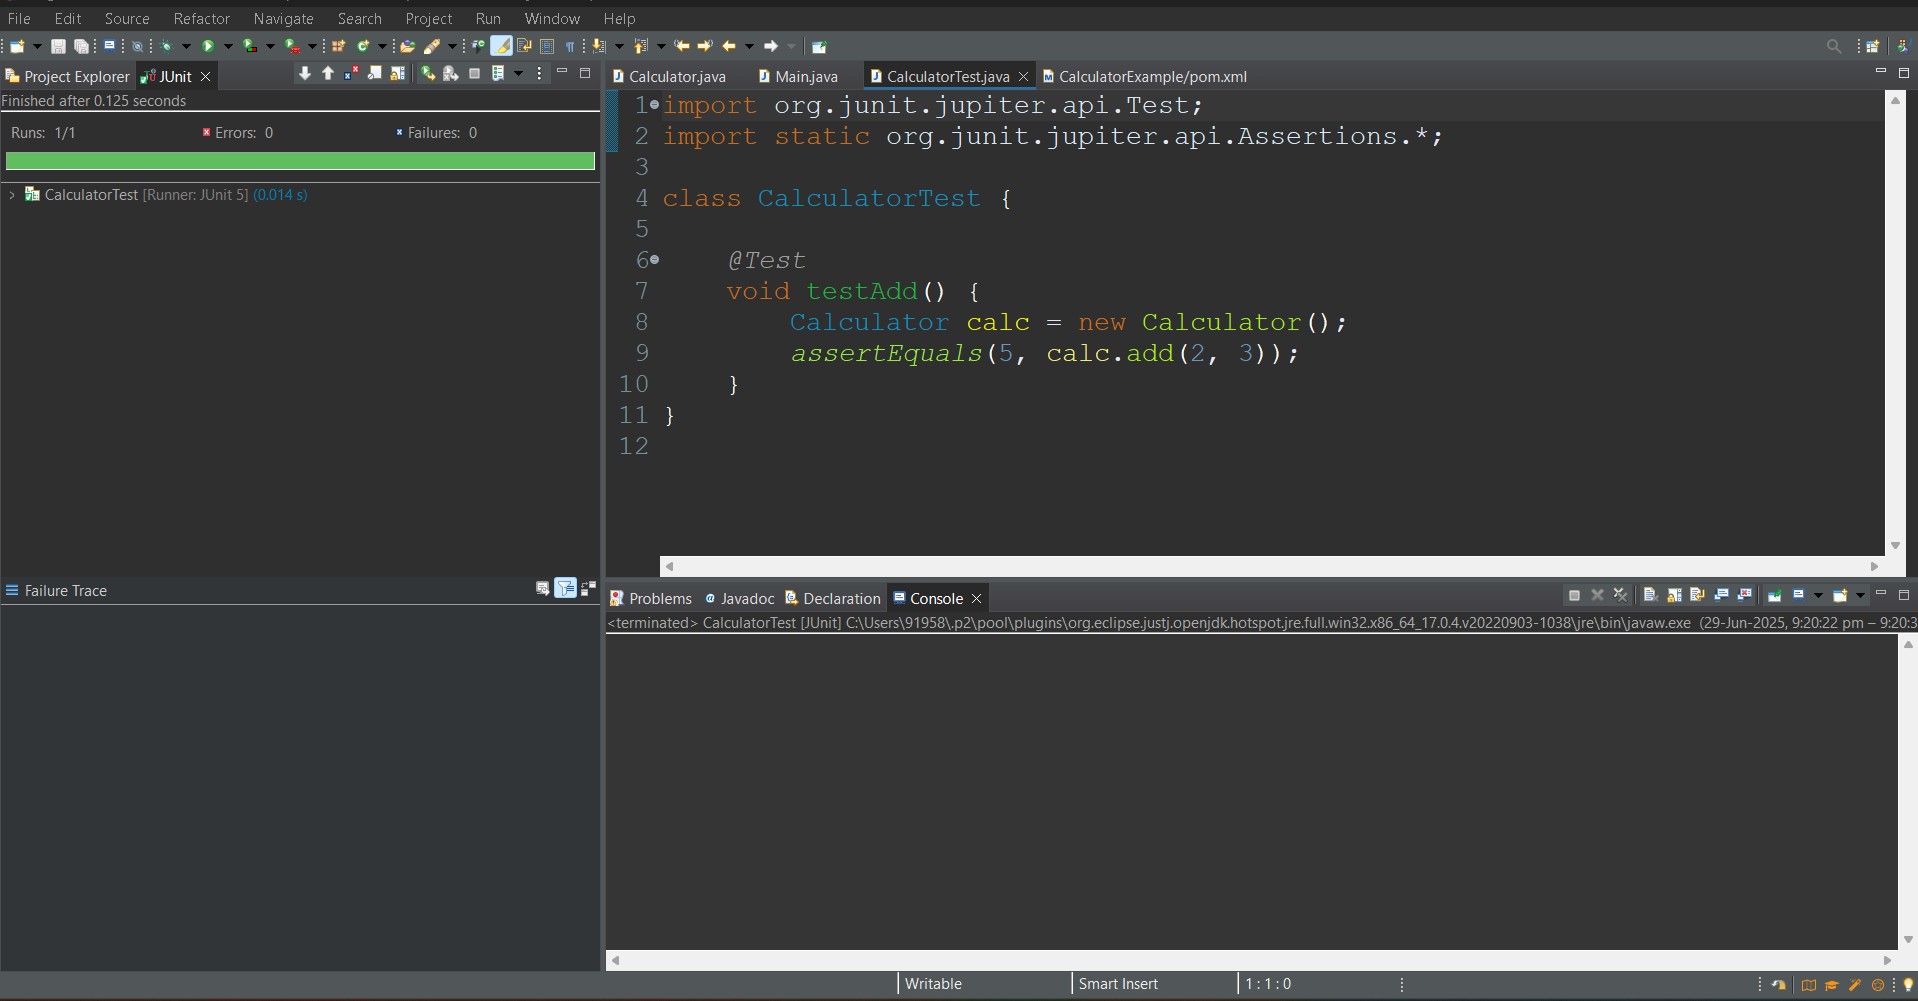 File Edit Source Refactor Navigate Search Project Run Window Help
Project Explorer JUnit
Finished after 0.125 seconds
Runs: 1/1 Errors: 0 Failures: 0
CalculatorTest [Runner: JUnit 5] (0.014 s)
Failure Trace
Calculator.java Main.java CalculatorTest.java CalculatorExample/pom.xml
1 import org.junit.jupiter.api.Test;
2 import static org.junit.jupiter.api.Assertions.*;
3
4 class CalculatorTest {
5
6 @Test
7 void testAdd() {
8 Calculator calc = new Calculator();
9 assertEquals(5, calc.add(2, 3));
10 }
11 }
12
Problems Javadoc Declaration Console
<terminated> CalculatorTest [JUnit] C:\Users\91958\.p2\pool\plugins\org.eclipse.justj.openjdk.hotspot.jre.full.win32.x86_64_17.0.4.v20220903-1038\jre\bin\javaw.exe (29-Jun-2025, 9:20:22 pm – 9:20:3
Writable Smart Insert 1 : 1 : 0